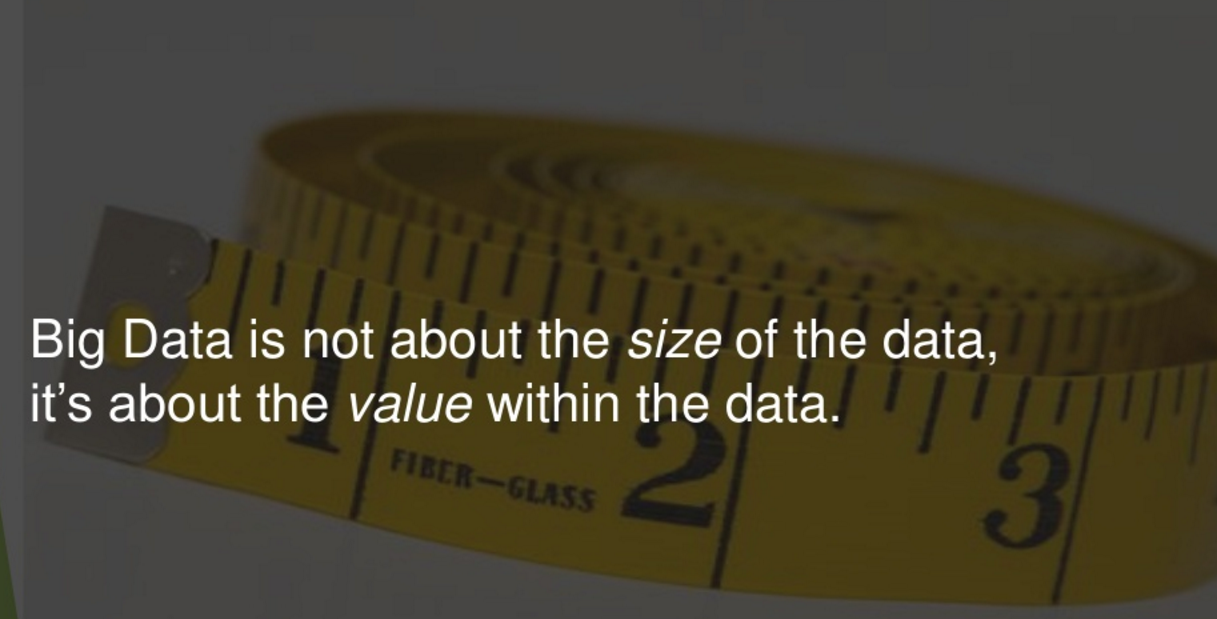 Big Data is not about the size of the data,
it’s about the value within the data.
1 2 3
FIBER—GLASS